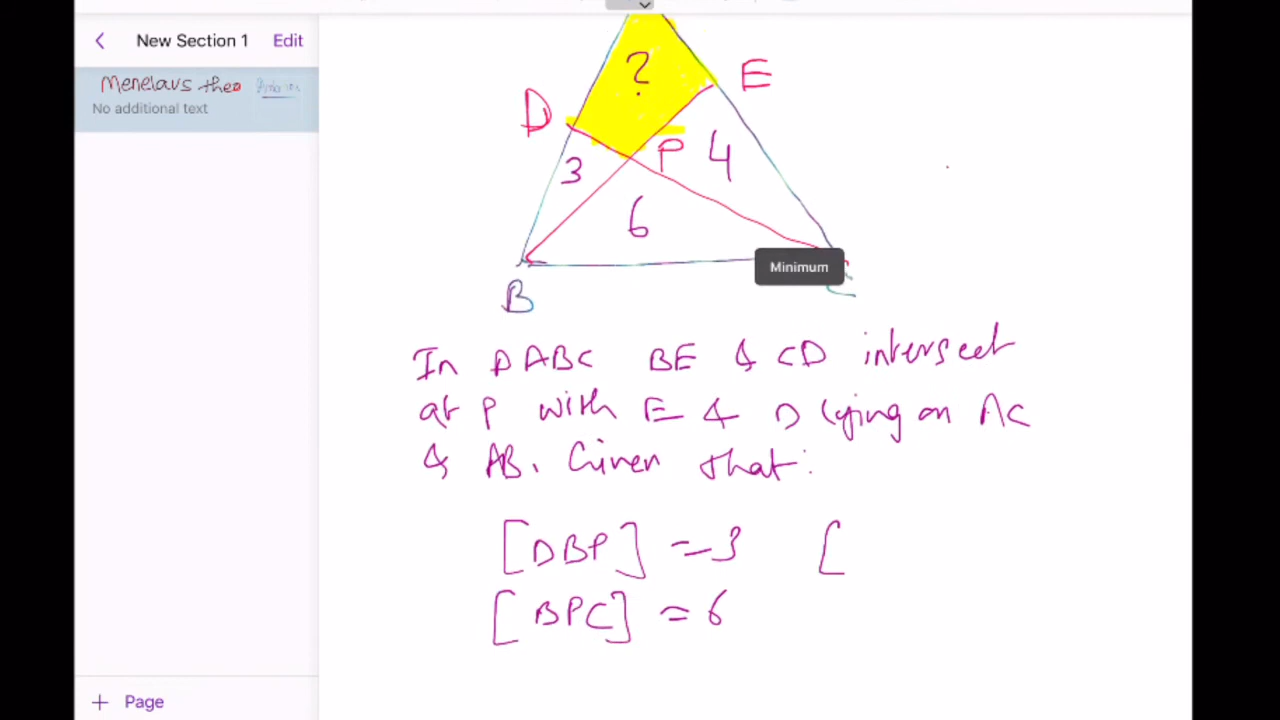 New Section 1 Edit
Menelaus theo
No additional text
?
E
D
P
3
4
6
Minimum
B
C
In △ ABC BE & CD intersect
at P with E & D lying on AC
& AB. Given that:
[DBP] = 3 [
[BPC] = 6
+ Page